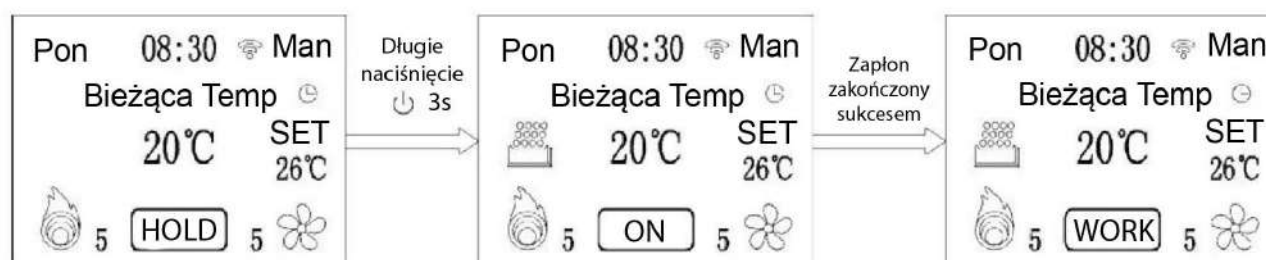 Pon 08:30 Man
Bieżąca Temp
20℃ SET
26℃
5 HOLD 5
Długie
naciśnięcie
3s
Pon 08:30 Man
Bieżąca Temp
20℃ SET
26℃
5 ON 5
Zapłon
zakończony
sukcesem
Pon 08:30 Man
Bieżąca Temp
20℃ SET
26℃
5 WORK 5